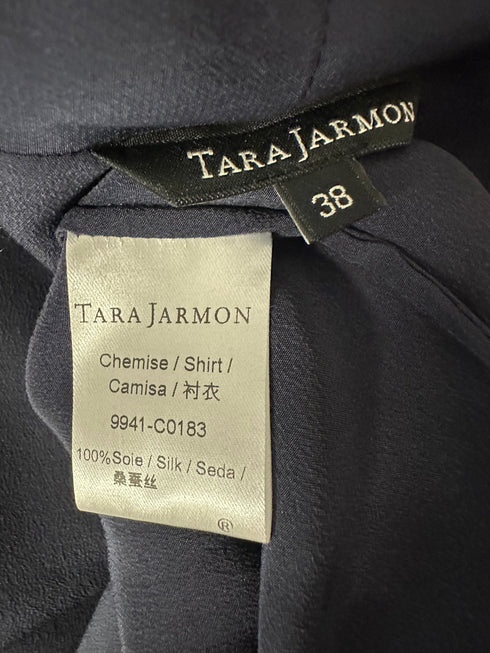 TARA JARMON
38
TARA JARMON
Chemise / Shirt /
Camisa / 衬衣
9941-C0183
100%Soie / Silk / Seda /
桑蚕丝
®